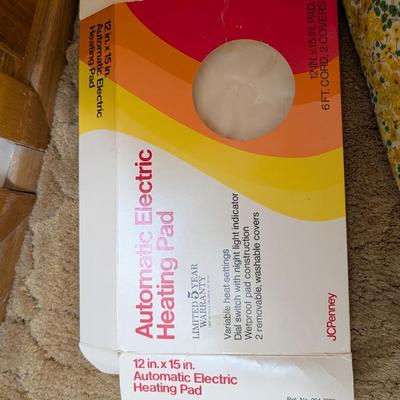 12 in. x 15 in.
Automatic Electric
Heating Pad
12 IN. X 15 IN. PAD,
6 FT. CORD, 2 COVERS
Automatic Electric
Heating Pad
LIMITED 5 YEAR
WARRANTY
Variable heat settings
Dial switch with night light indicator
Wetproof pad construction
2 removable, washable covers
JCPenney
12 in. x 15 in.
Automatic Electric
Heating Pad